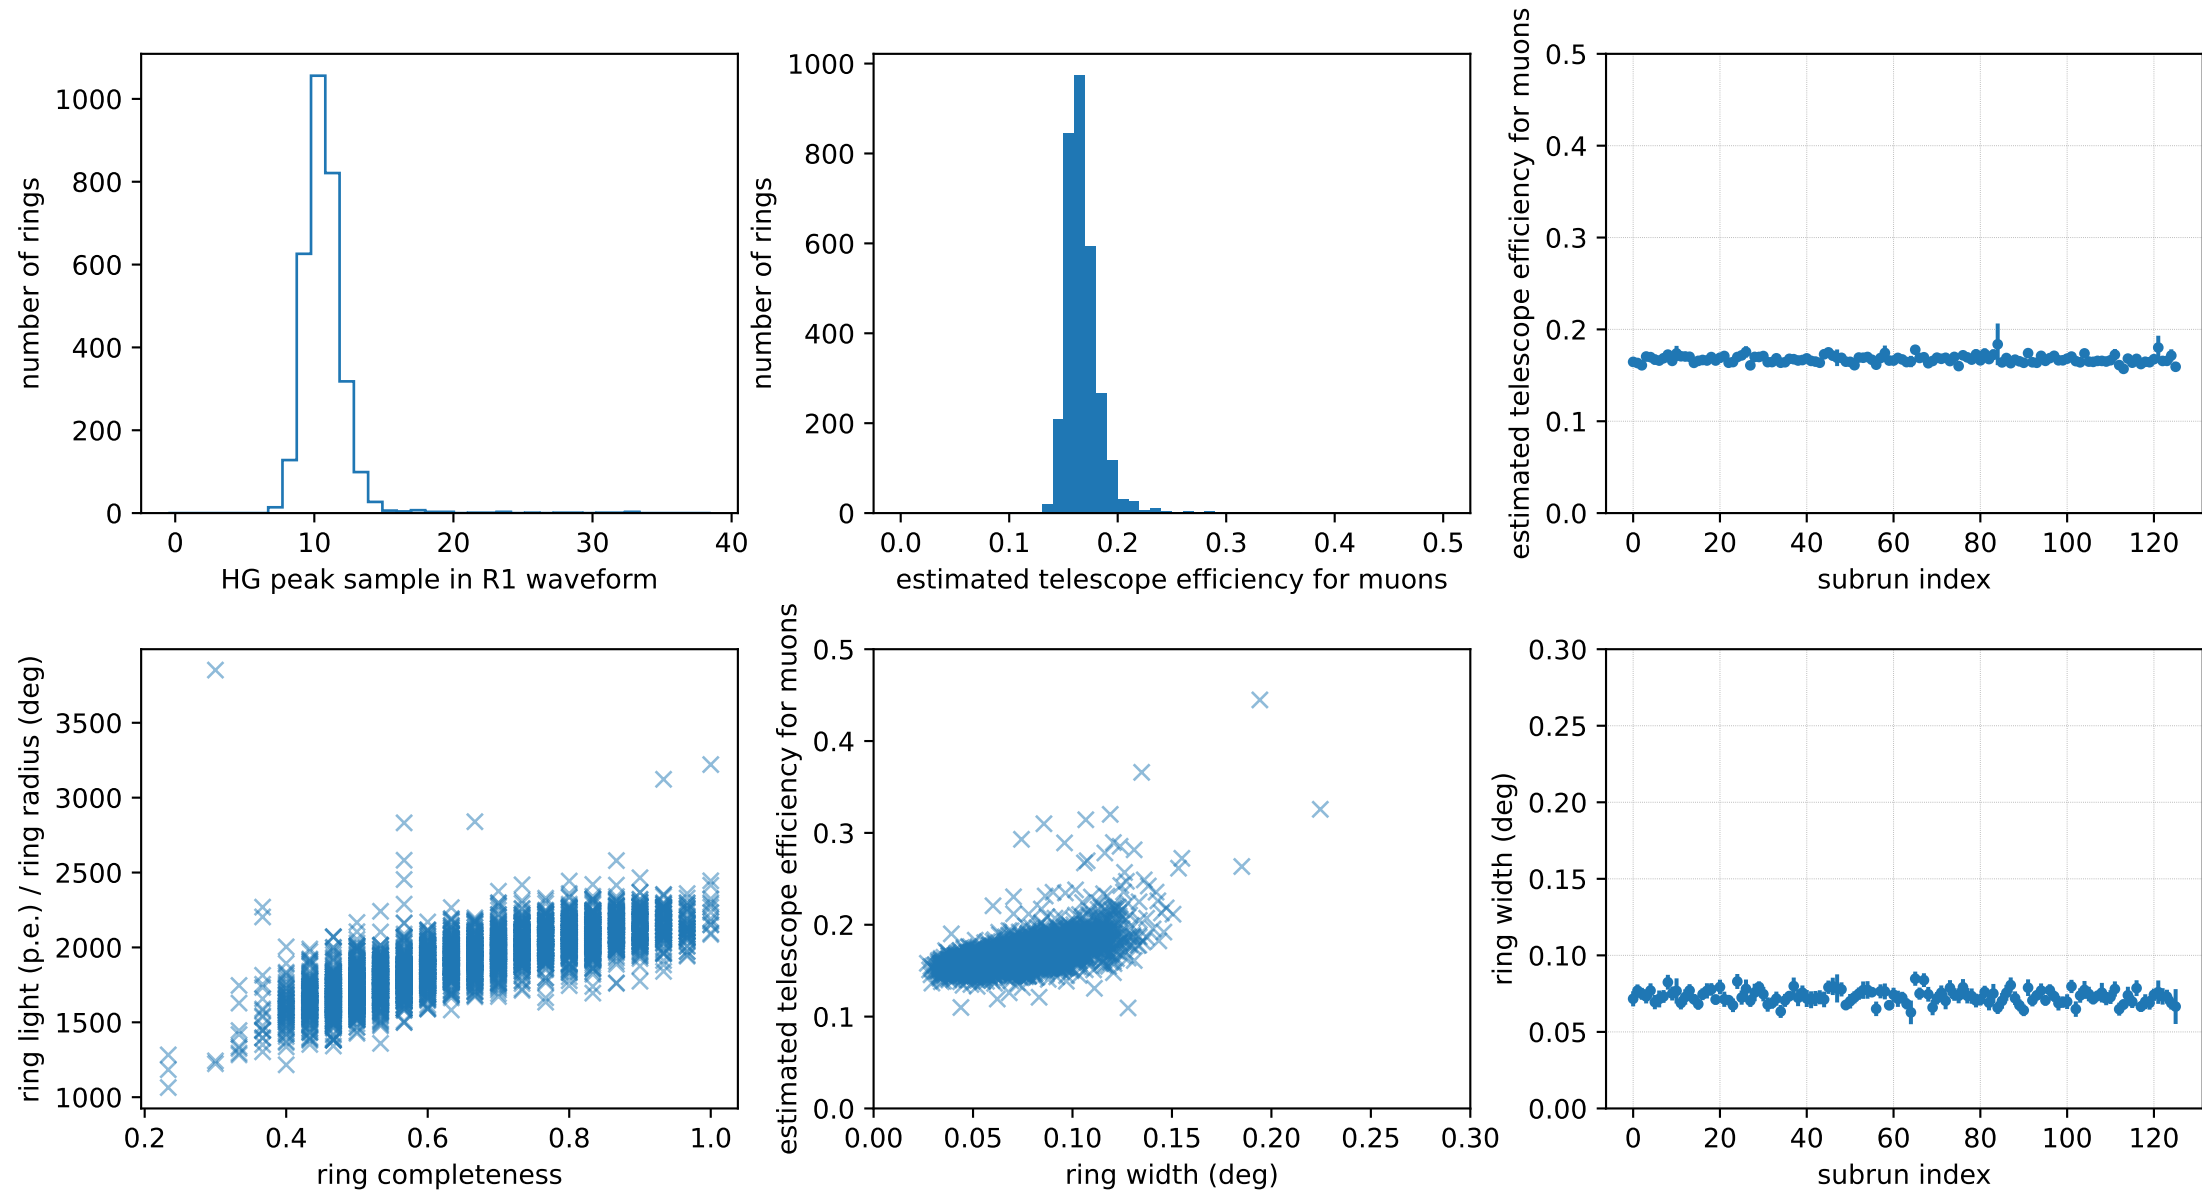 number of rings
1000
800
600
400
200
0
0 10 20 30 40
HG peak sample in R1 waveform
number of rings
1000
800
600
400
200
0
0.0 0.1 0.2 0.3 0.4 0.5
estimated telescope efficiency for muons
estimated telescope efficiency for muons
0.5
0.4
0.3
0.2
0.1
0.0
0 20 40 60 80 100 120
subrun index
ring light (p.e.) / ring radius (deg)
3500
3000
2500
2000
1500
1000
0.2 0.4 0.6 0.8 1.0
ring completeness
estimated telescope efficiency for muons
0.5
0.4
0.3
0.2
0.1
0.0
0.00 0.05 0.10 0.15 0.20 0.25 0.30
ring width (deg)
ring width (deg)
0.30
0.25
0.20
0.15
0.10
0.05
0.00
0 20 40 60 80 100 120
subrun index